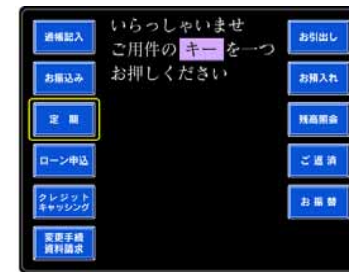 いらっしゃいませ
ご用件の キー を一つ
お押しください
通帳記入
お振込み
定 期
ローン申込
クレジット
キャッシング
変更手続
資料請求
お引出し
お預入れ
残高照会
ご返済
お振替